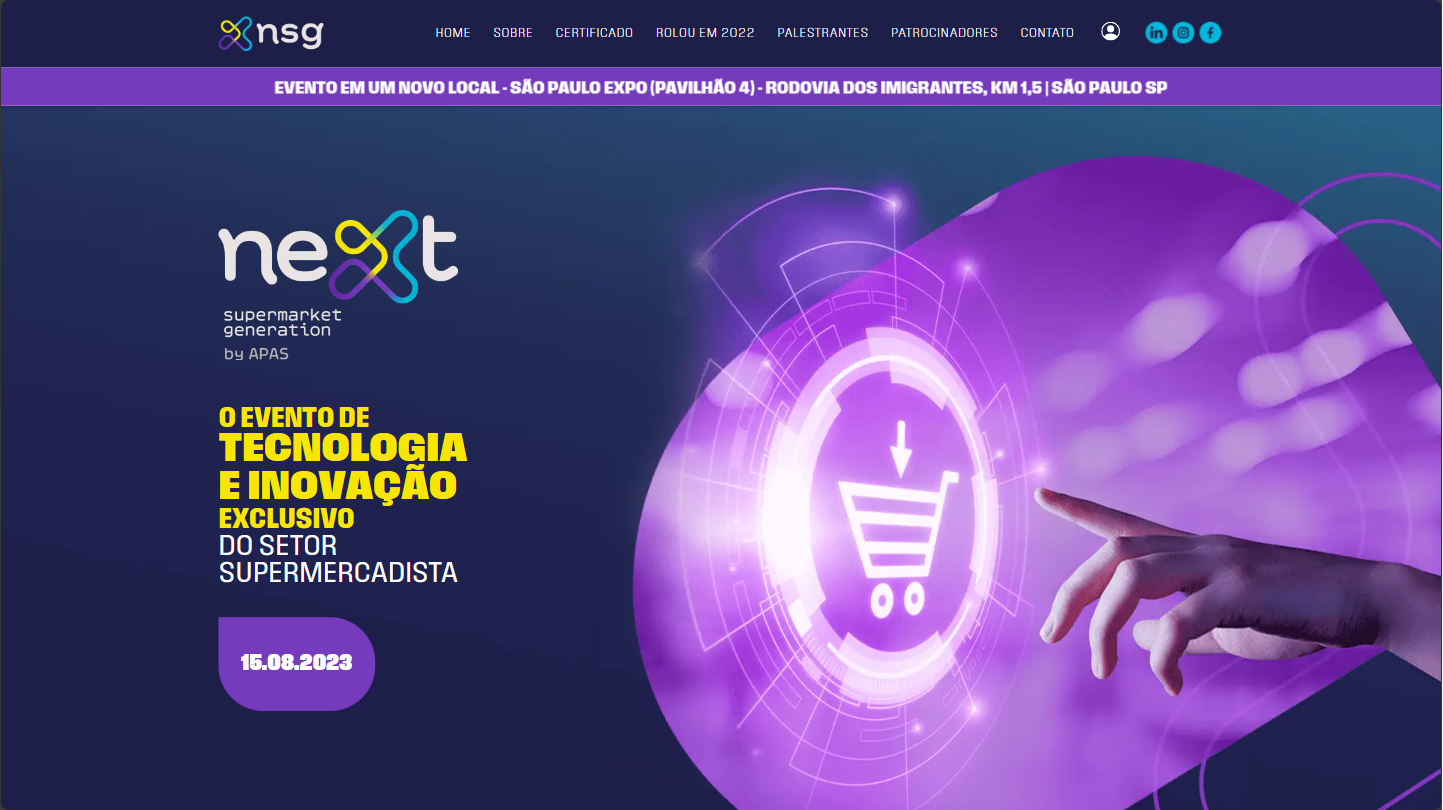 nsg
HOME SOBRE CERTIFICADO ROLOU EM 2022 PALESTRANTES PATROCINADORES CONTATO
EVENTO EM UM NOVO LOCAL - SÃO PAULO EXPO (PAVILHÃO 4) - RODOVIA DOS IMIGRANTES, KM 1,5 | SÃO PAULO SP
next
supermarket
generation
by APAS
O EVENTO DE
TECNOLOGIA
E INOVAÇÃO
EXCLUSIVO
DO SETOR
SUPERMERCADISTA
15.08.2023